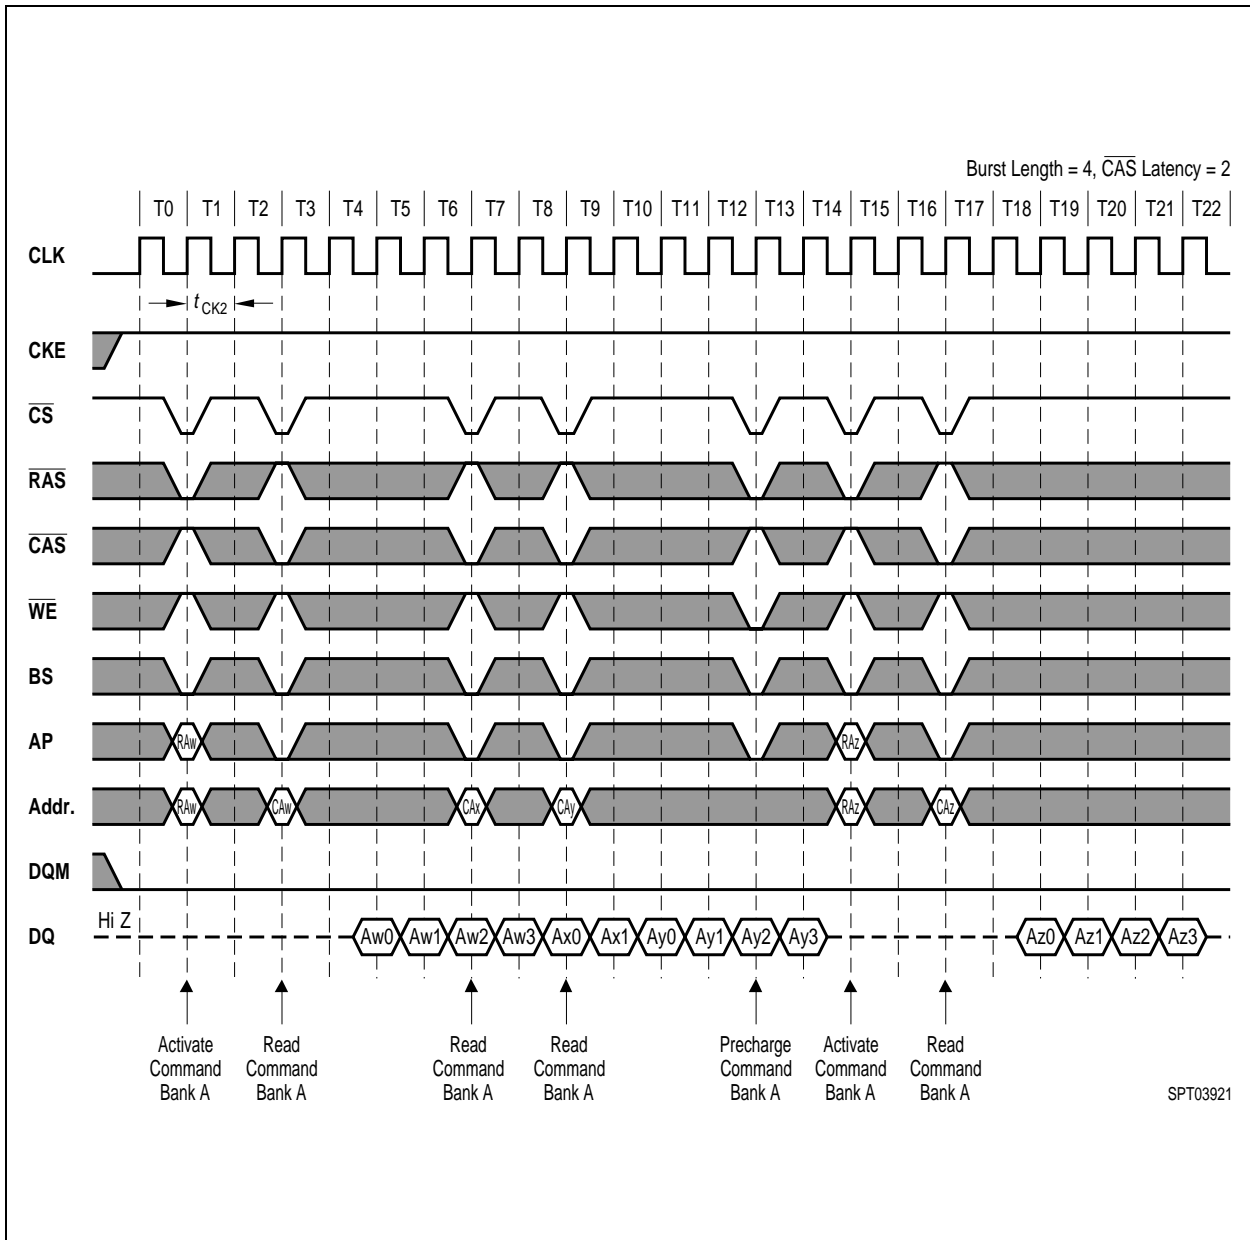 Burst Length = 4, CAS Latency = 2
T0 T1 T2 T3 T4 T5 T6 T7 T8 T9 T10 T11 T12 T13 T14 T15 T16 T17 T18 T19 T20 T21 T22
CLK
t CK2
CKE
CS
RAS
CAS
WE
BS
AP RAw RAz
Addr. RAw CAw CAx CAy RAz CAz
DQM
Hi Z
DQ Aw0 Aw1 Aw2 Aw3 Ax0 Ax1 Ay0 Ay1 Ay2 Ay3 Az0 Az1 Az2 Az3
Activate Read Read Read Precharge Activate Read
Command Command Command Command Command Command Command
Bank A Bank A Bank A Bank A Bank A Bank A Bank A
SPT03921